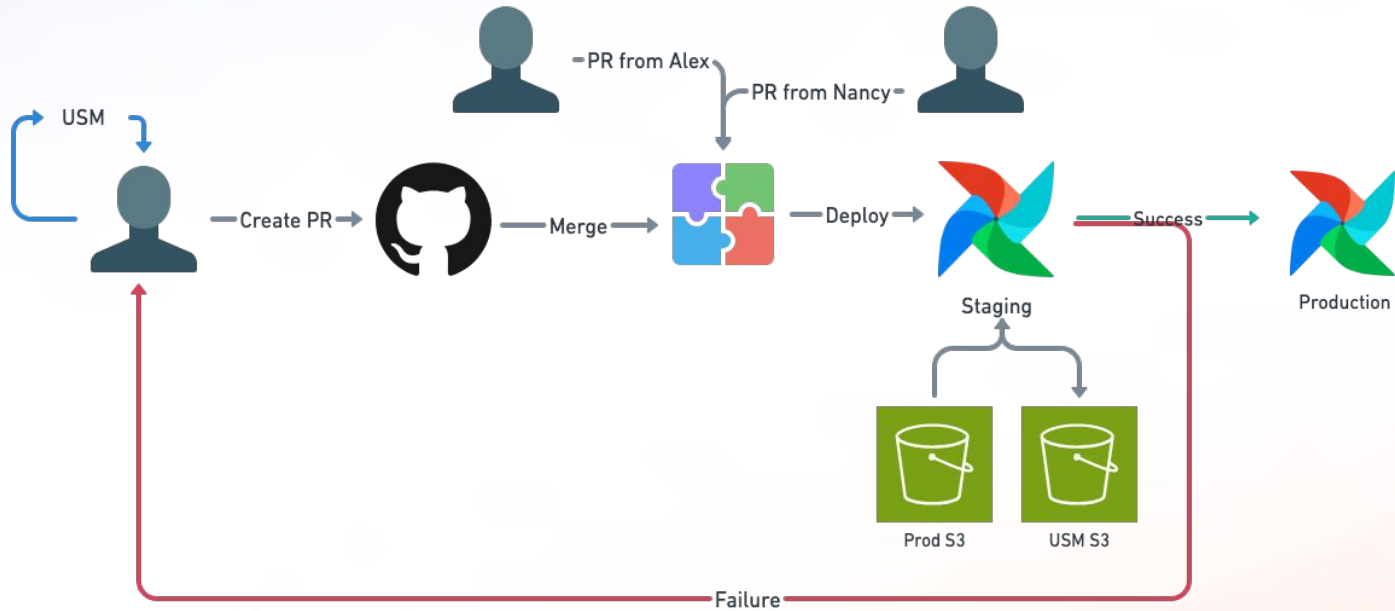 PR from Alex
PR from Nancy
USM
Create PR
Merge
Deploy
Success
Staging
Production
Prod S3
USM S3
Failure